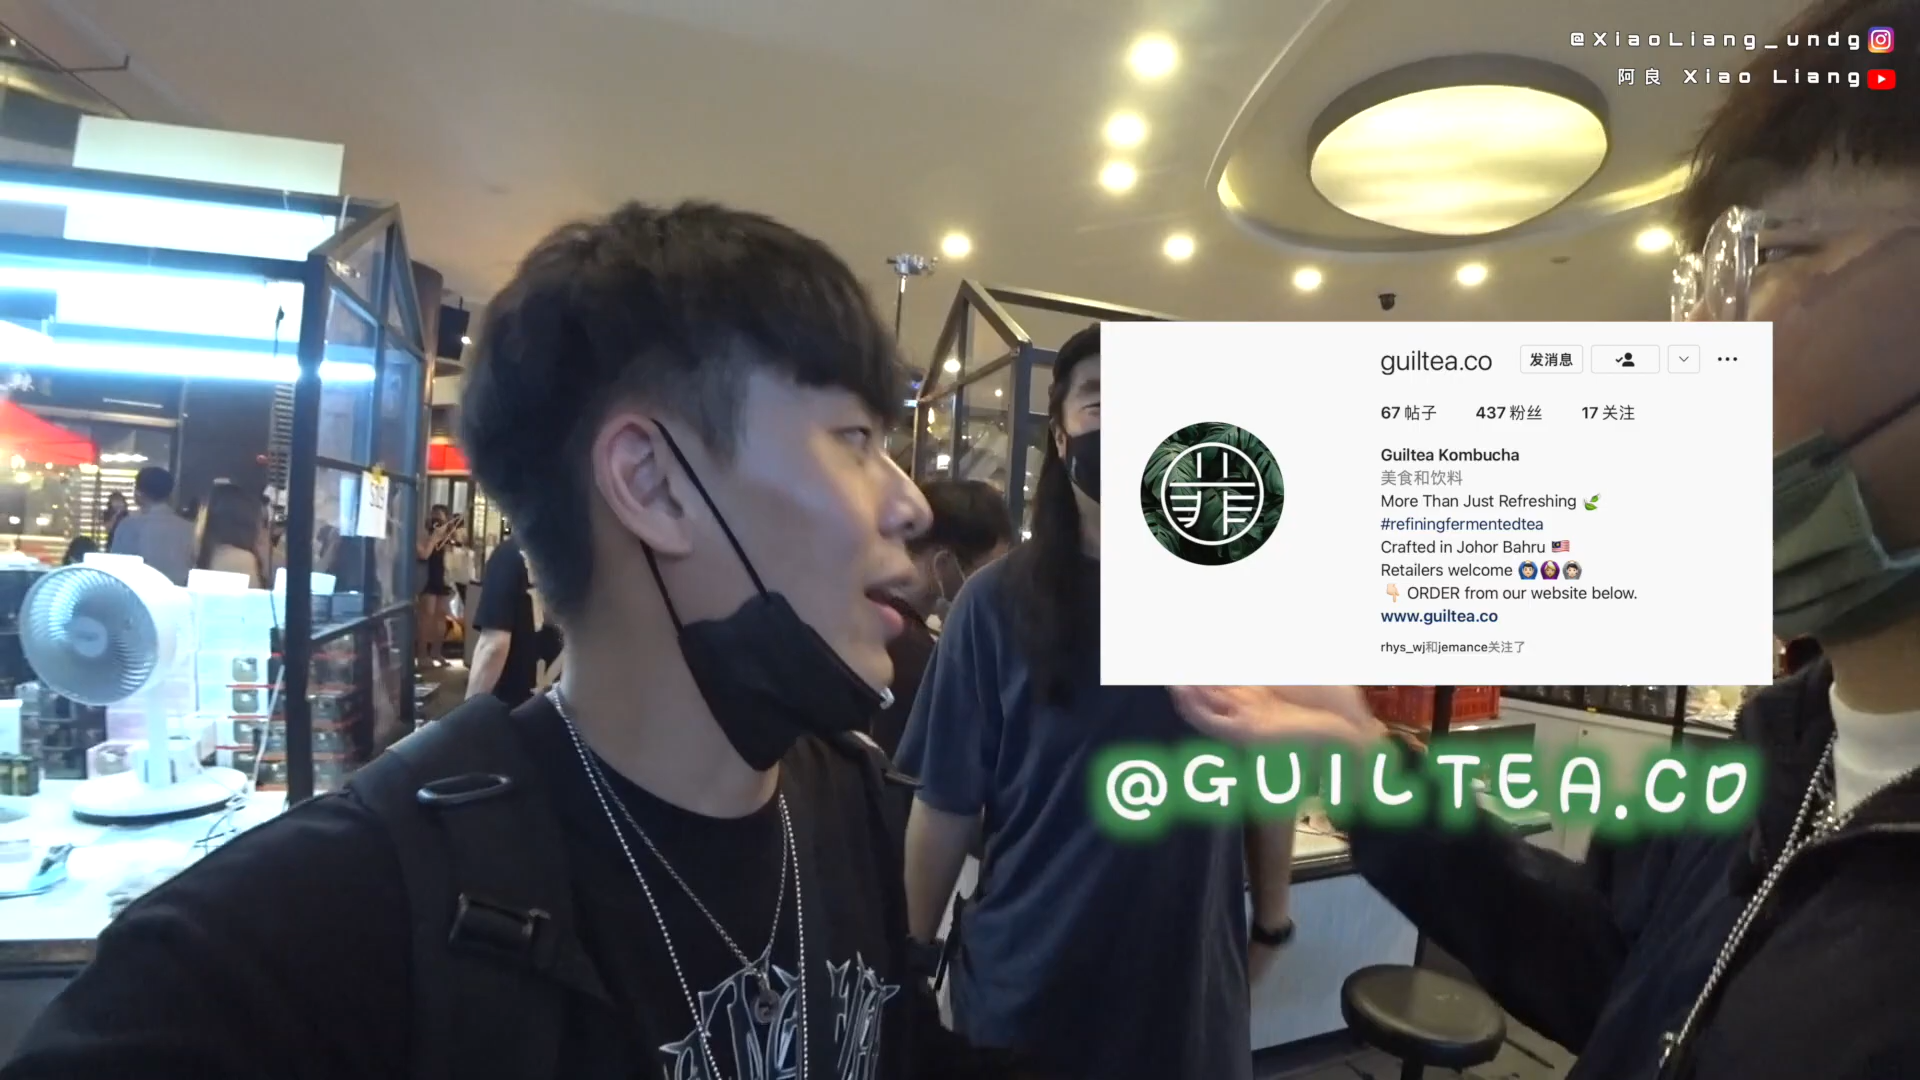 @XiaoLiang_undg
阿良 Xiao Liang
guiltea.co 发消息
67 帖子 437 粉丝 17 关注
Guiltea Kombucha
美食和饮料
More Than Just Refreshing
#refiningfermentedtea
Crafted in Johor Bahru
Retailers welcome
ORDER from our website below.
www.guiltea.co
rhys_wj和jemance关注了
@GUILTEA.CO